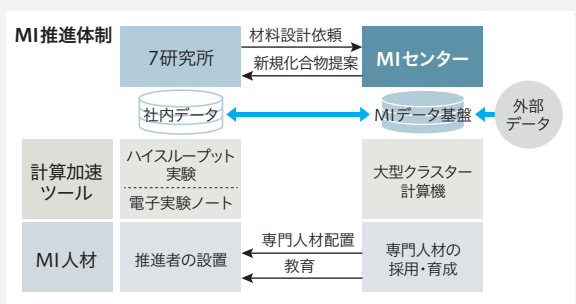 MI推進体制
7研究所
材料設計依頼
新規化合物提案
MIセンター
社内データ
MIデータ基盤
外部
データ
計算加速
ツール
ハイスループット
実験
電子実験ノート
大型クラスター
計算機
MI人材
推進者の設置
専門人材配置
教育
専門人材の
採用・育成